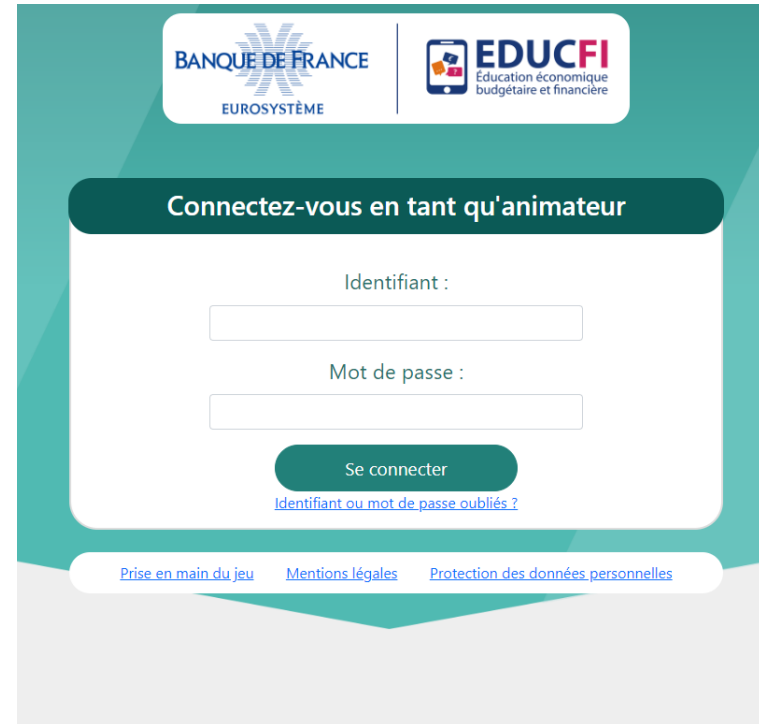 BANQUE DE FRANCE
EUROSYSTÈME
EDUCFI
Éducation économique
budgétaire et financière
Connectez-vous en tant qu'animateur
Identifiant :
Mot de passe :
Se connecter
Identifiant ou mot de passe oubliés ?
Prise en main du jeu Mentions légales Protection des données personnelles